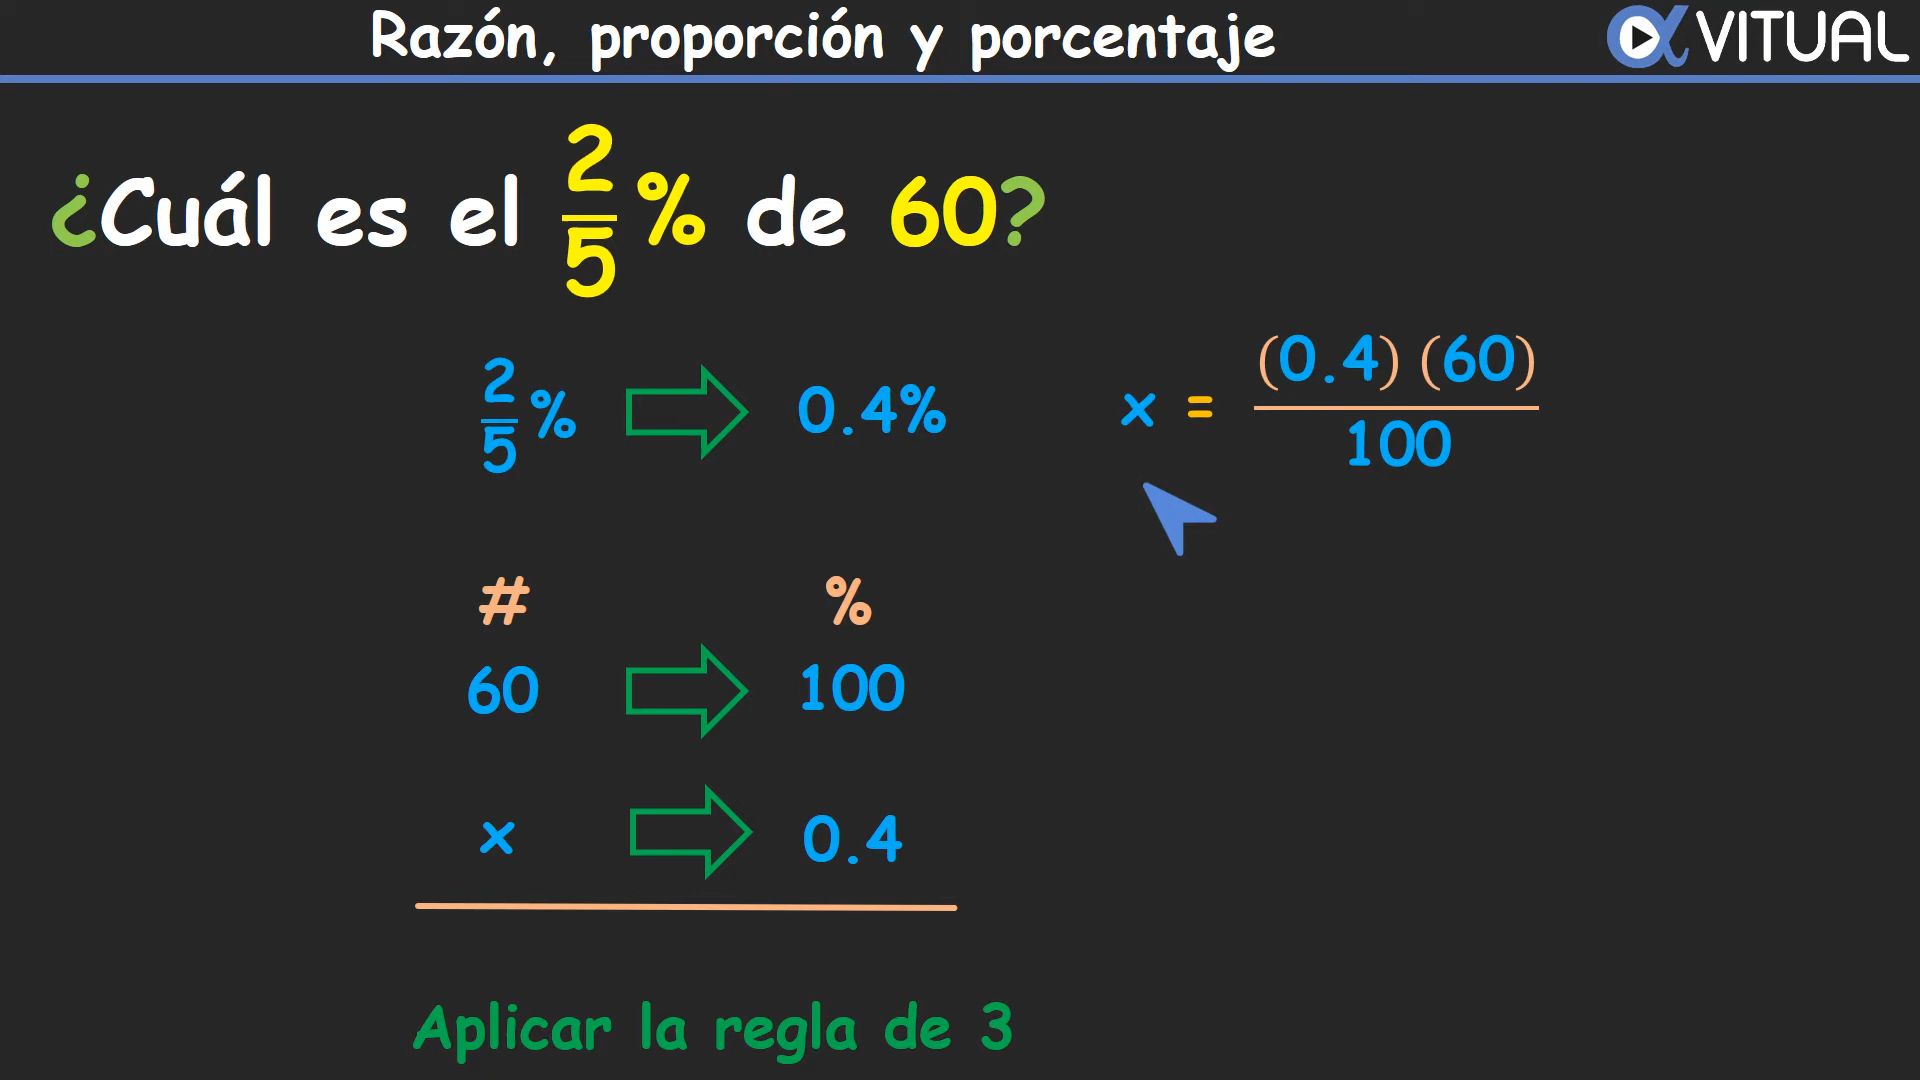 Razón, proporción y porcentaje
αVITUAL
¿Cuál es el 2/5 % de 60?
2/5 % 0.4%
x = (0.4) (60) / 100
# %
60 100
x 0.4
Aplicar la regla de 3